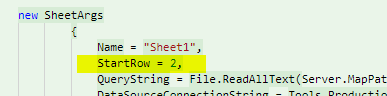 new SheetArgs
{
Name = "Sheet1",
StartRow = 2,
QueryString = File.ReadAllText(Server.MapPat
DataSourceConnectionString = Tools.Production